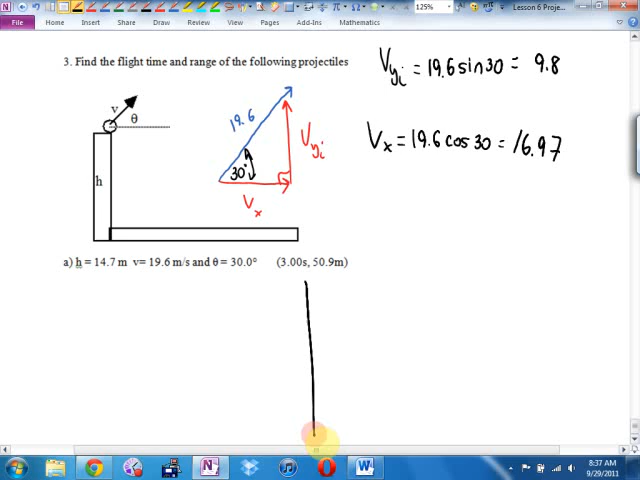 File Home Insert Share Draw Review View Page Add-Ins Mathematics
125%
Lesson 6 Proje...
3. Find the flight time and range of the following projectiles
v
θ
h
19.6
30°
Vyi
Vx
Vyi = 19.6 sin 30 = 9.8
Vx = 19.6 cos 30 = 16.97
a) h = 14.7 m v= 19.6 m/s and θ = 30.0° (3.00s, 50.9m)
8:37 AM
9/29/2011